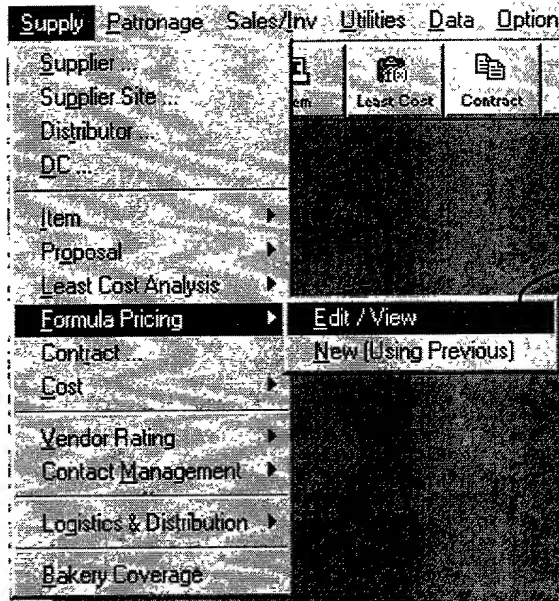 Supply Patronage Sales/Inv Utilities Data Option
Supplier ...
Supplier Site ...
Distributor ...
DC ...
Least Cost Contract
Item
Proposal
Least Cost Analysis
Formula Pricing
Edit / View
New (Using Previous)
Contract ...
Cost
Vendor Rating
Contact Management
Logistics & Distribution
Bakery Coverage